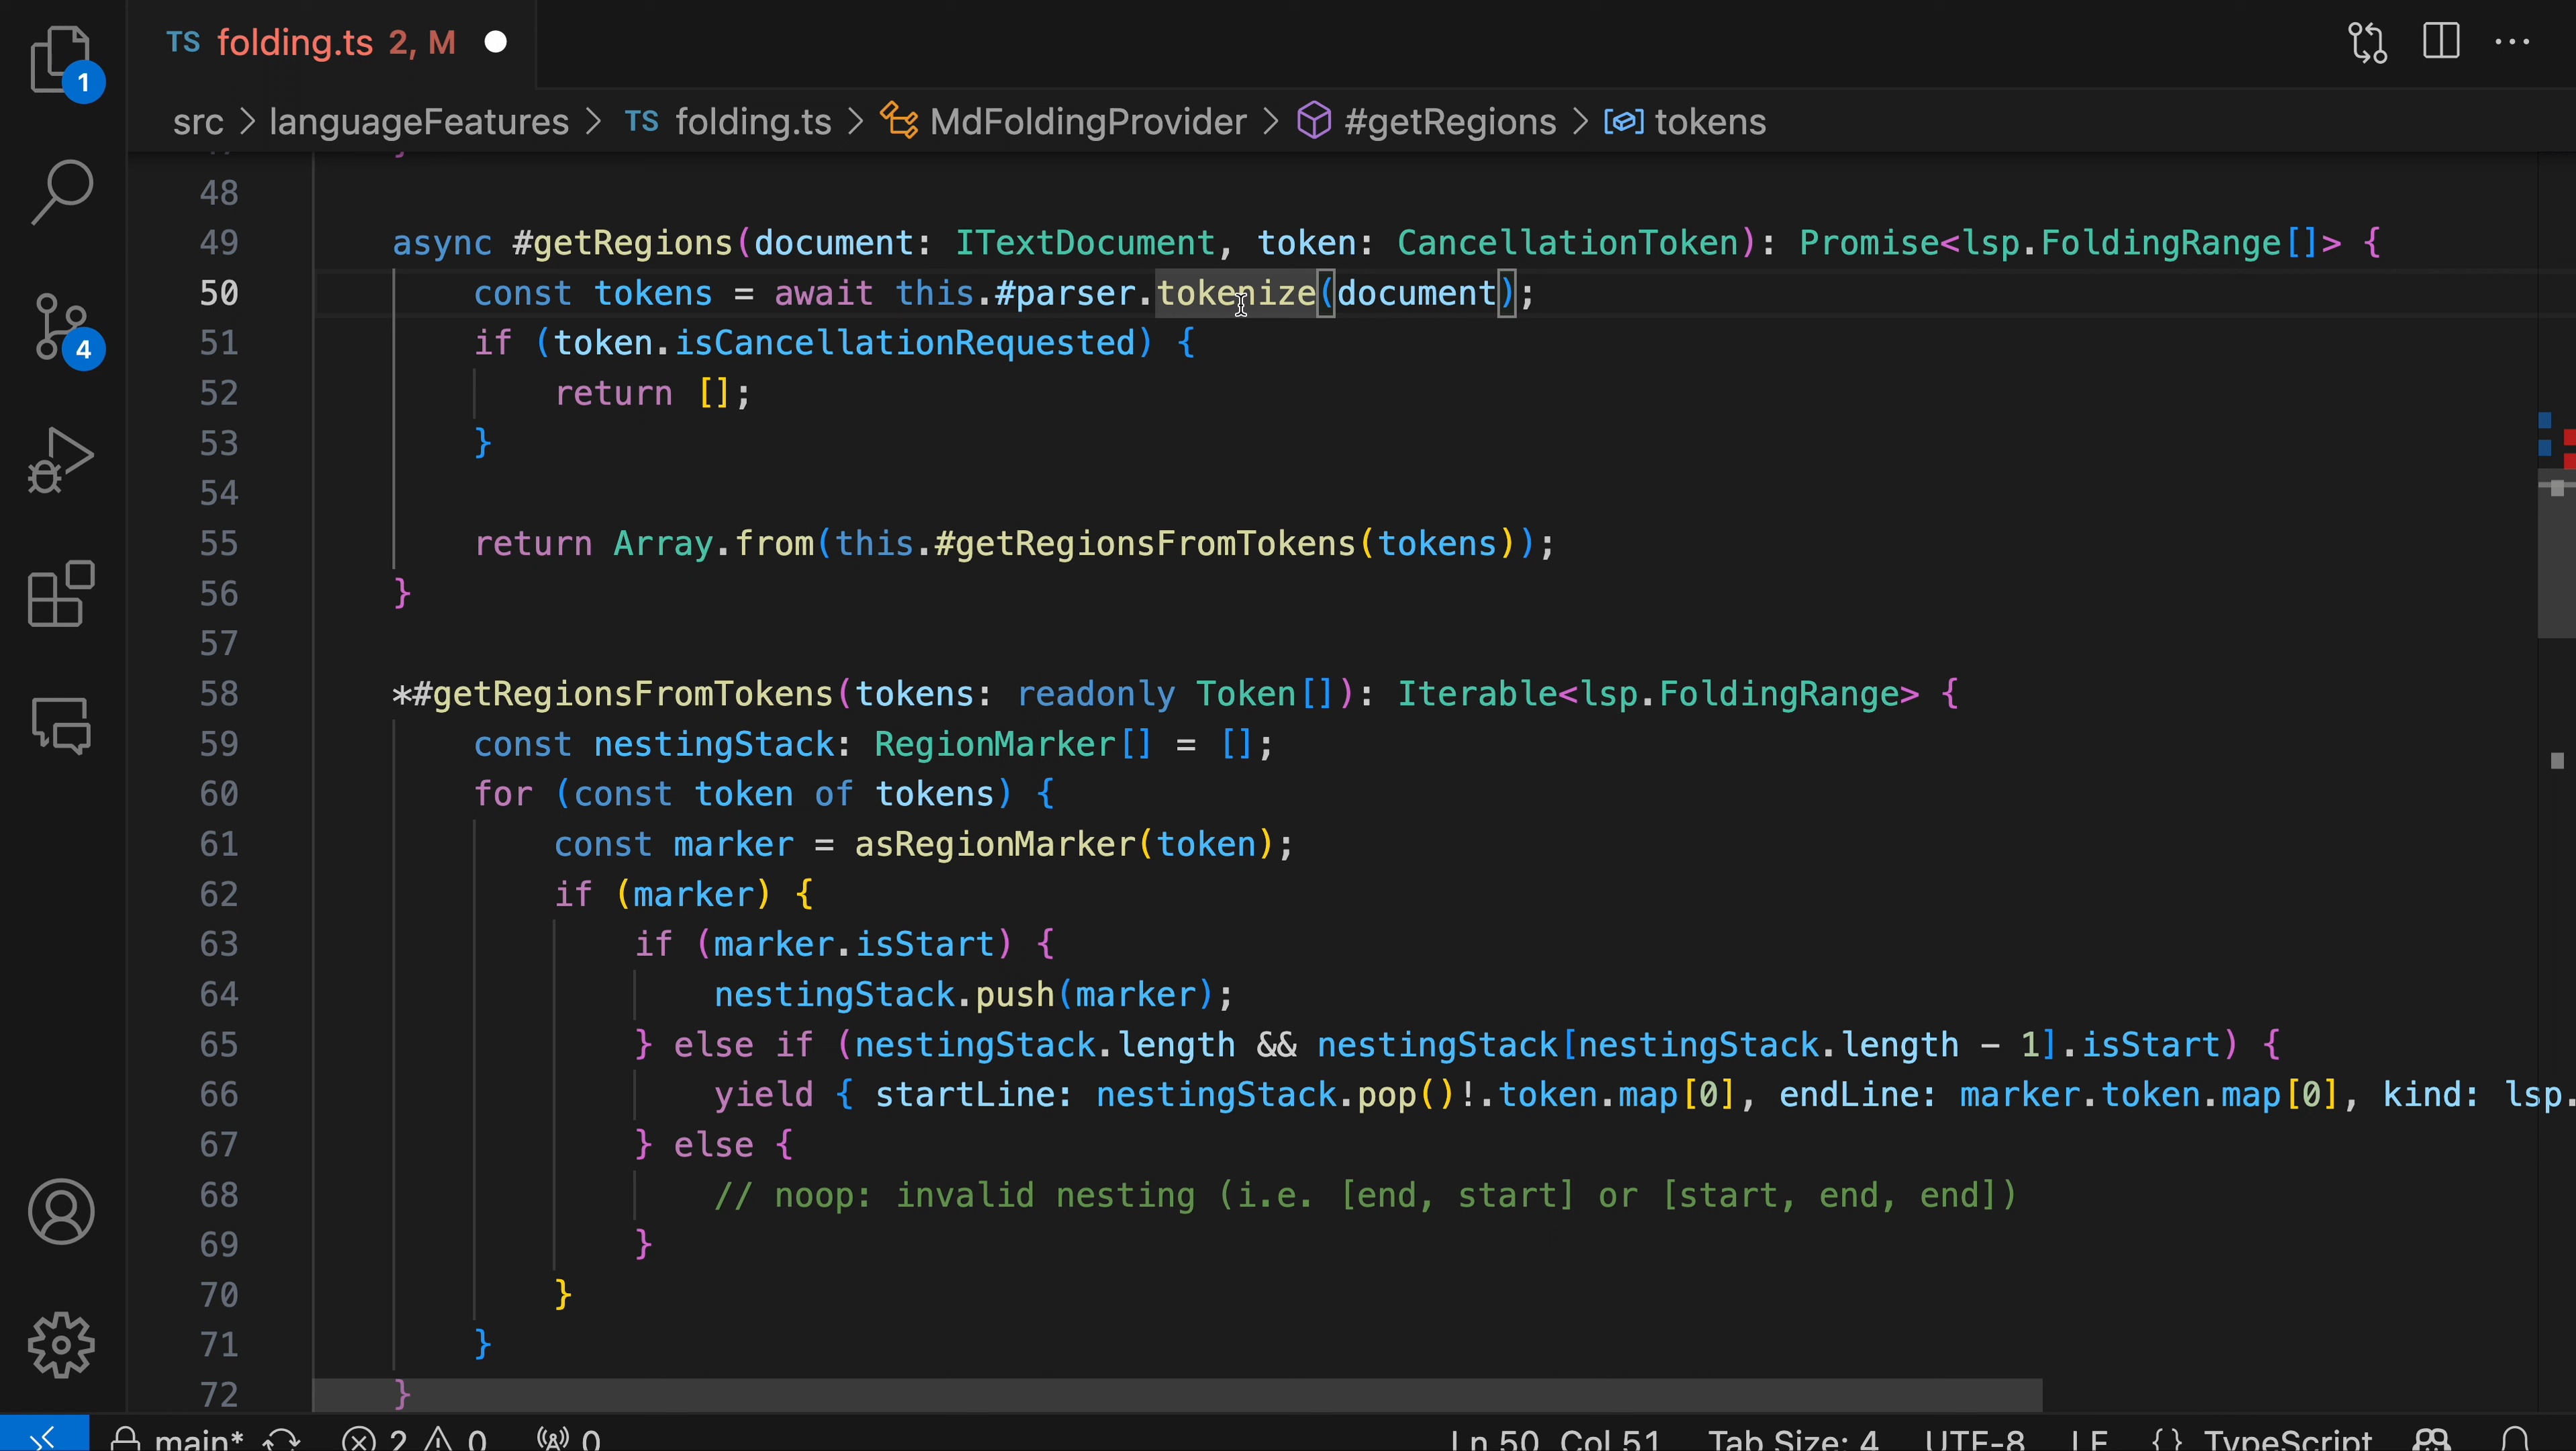 TS folding.ts 2, M
1
src > languageFeatures > TS folding.ts > MdFoldingProvider > #getRegions > tokens
48
49 async #getRegions(document: ITextDocument, token: CancellationToken): Promise<lsp.FoldingRange[]> {
50 const tokens = await this.#parser.tokenize(document);
51 if (token.isCancellationRequested) {
4
52 return [];
53 }
54
55 return Array.from(this.#getRegionsFromTokens(tokens));
56 }
57
58 *#getRegionsFromTokens(tokens: readonly Token[]): Iterable<lsp.FoldingRange> {
59 const nestingStack: RegionMarker[] = [];
60 for (const token of tokens) {
61 const marker = asRegionMarker(token);
62 if (marker) {
63 if (marker.isStart) {
64 nestingStack.push(marker);
65 } else if (nestingStack.length && nestingStack[nestingStack.length - 1].isStart) {
66 yield { startLine: nestingStack.pop()!.token.map[0], endLine: marker.token.map[0], kind: lsp.
67 } else {
68 // noop: invalid nesting (i.e. [end, start] or [start, end, end])
69 }
70 }
71 }
72 }
main* 2 0 0 Ln 50, Col 51 Tab Size: 4 UTF-8 LF {} TypeScript